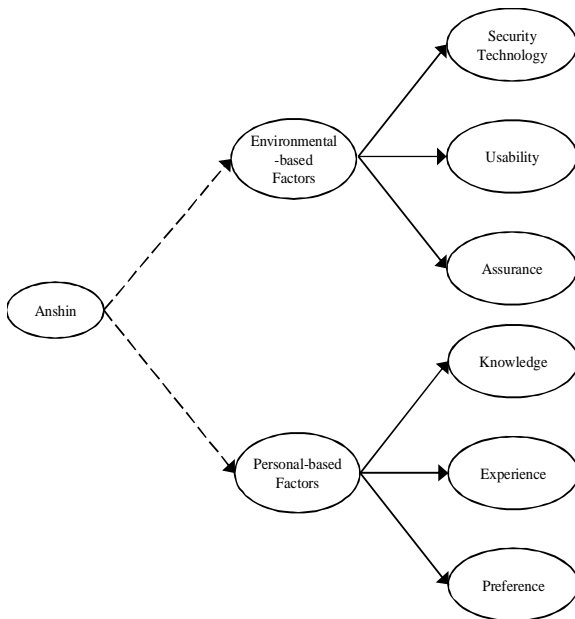 Security
Technology
Environmental
-based
Factors
Usability
Assurance
Anshin
Knowledge
Personal-based
Factors
Experience
Preference